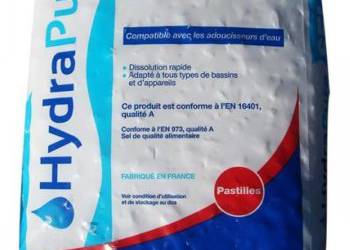 HydraPu
Compatible avec les adoucisseurs d'eau
• Dissolution rapide
• Adapté à tous types de bassins
et d'appareils
Ce produit est conforme à l'EN 16401,
qualité A
Conforme à l'EN 973, qualité A
Sel de qualité alimentaire
FABRIQUÉ EN FRANCE
Pastilles
Voir condition d'utilisation
et de stockage au dos